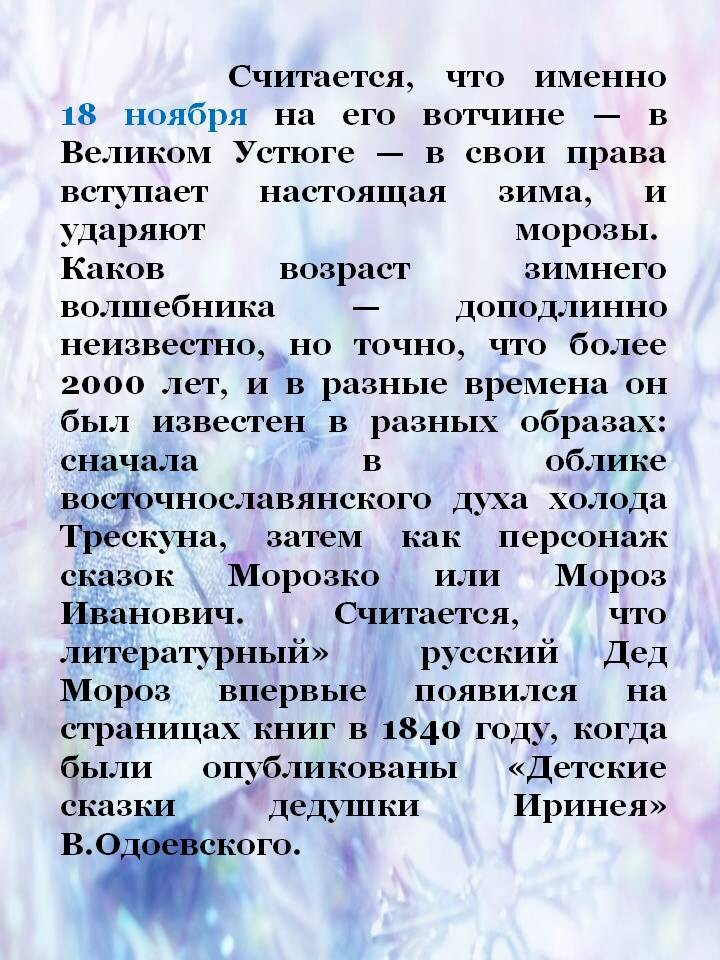 Считается, что именно
18 ноября на его вотчине — в
Великом Устюге — в свои права
вступает настоящая зима, и
ударяют морозы.
Каков возраст зимнего
волшебника — доподлинно
неизвестно, но точно, что более
2000 лет, и в разные времена он
был известен в разных образах:
сначала в облике
восточнославянского духа холода
Трескуна, затем как персонаж
сказок Морозко или Мороз
Иванович. Считается, что
литературный» русский Дед
Мороз впервые появился на
страницах книг в 1840 году, когда
были опубликованы «Детские
сказки дедушки Иринея»
В.Одоевского.